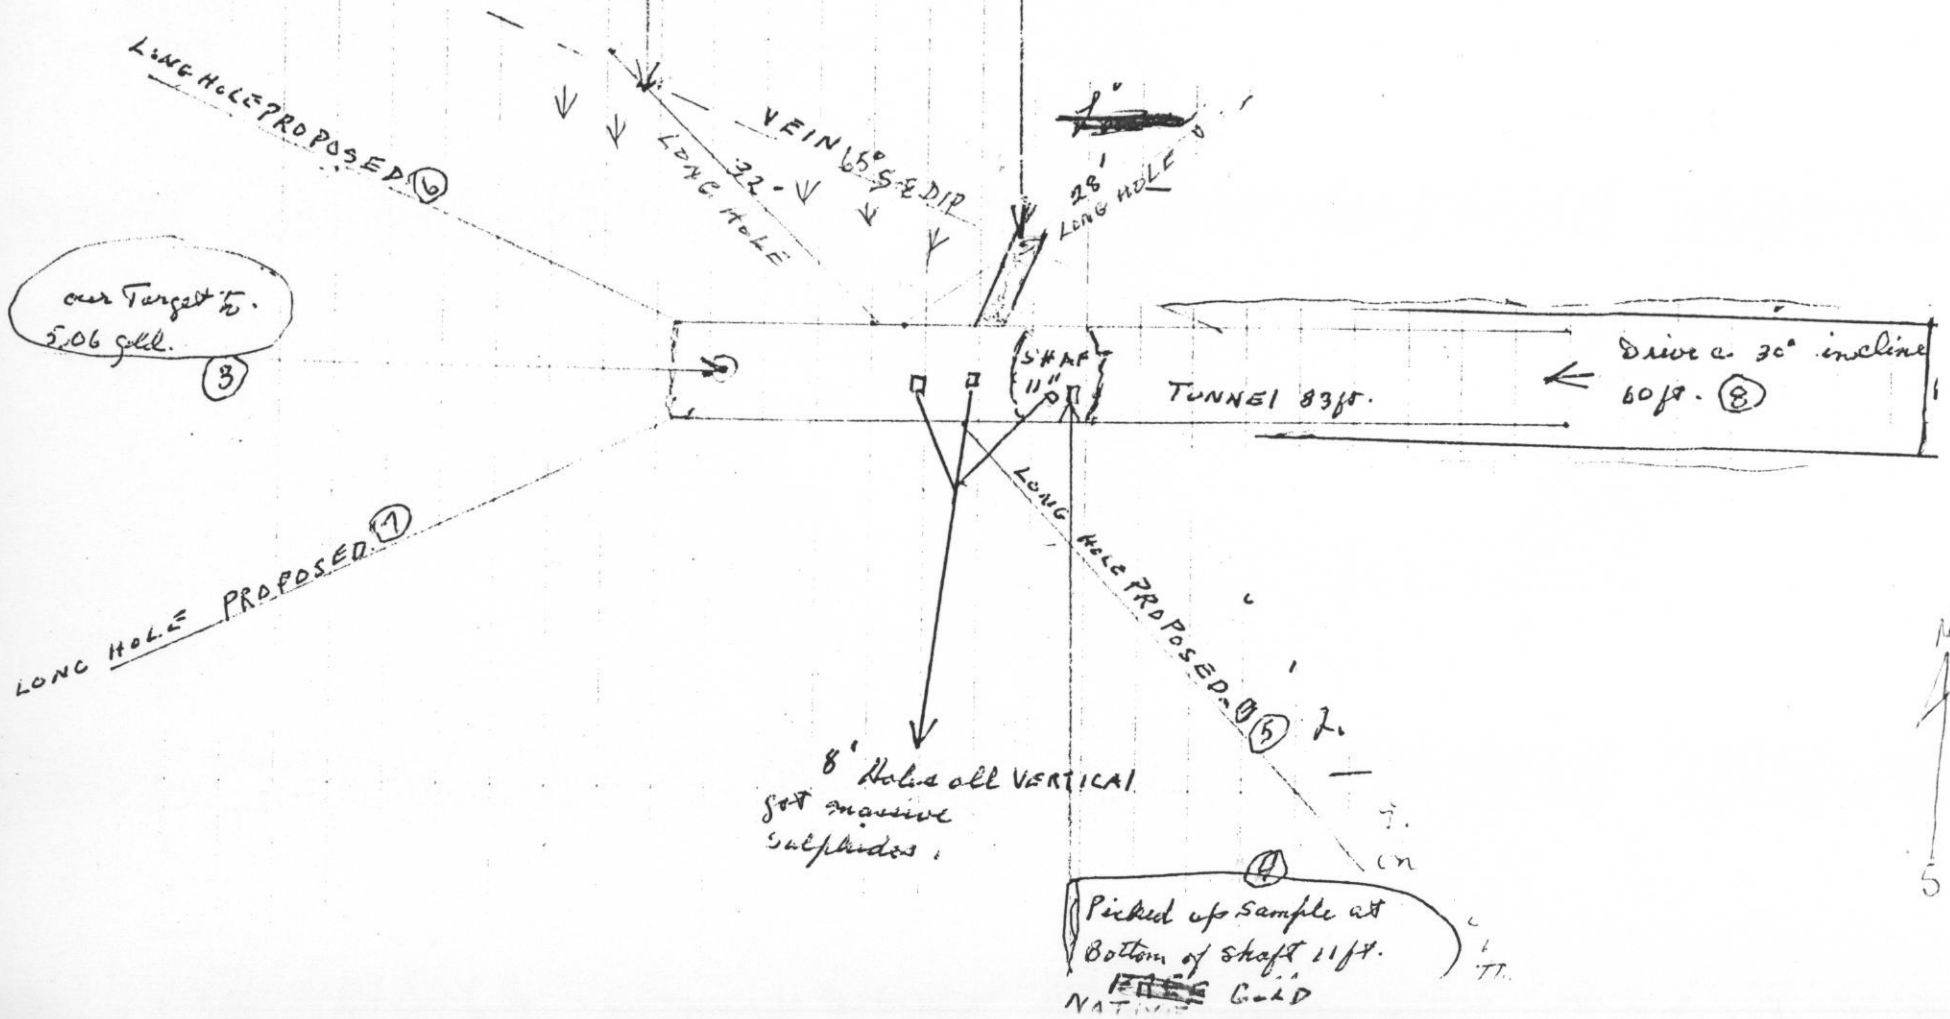 LONG HOLE PROPOSED 6
VEIN 65° SE DIP
32'
LONG HOLE
28'
LONG HOLE
our Target
5.06 gold.
3
SHAFT
11"
TUNNEL 83ft.
Drive a 30° incline
60ft. 8
LONG HOLE PROPOSED 7
LONG HOLE PROPOSED 5
8' Holes all VERTICAL
got massive
sulphides.
4
Picked up sample at
Bottom of shaft 11ft.
GOLD
NATIVE
N
S